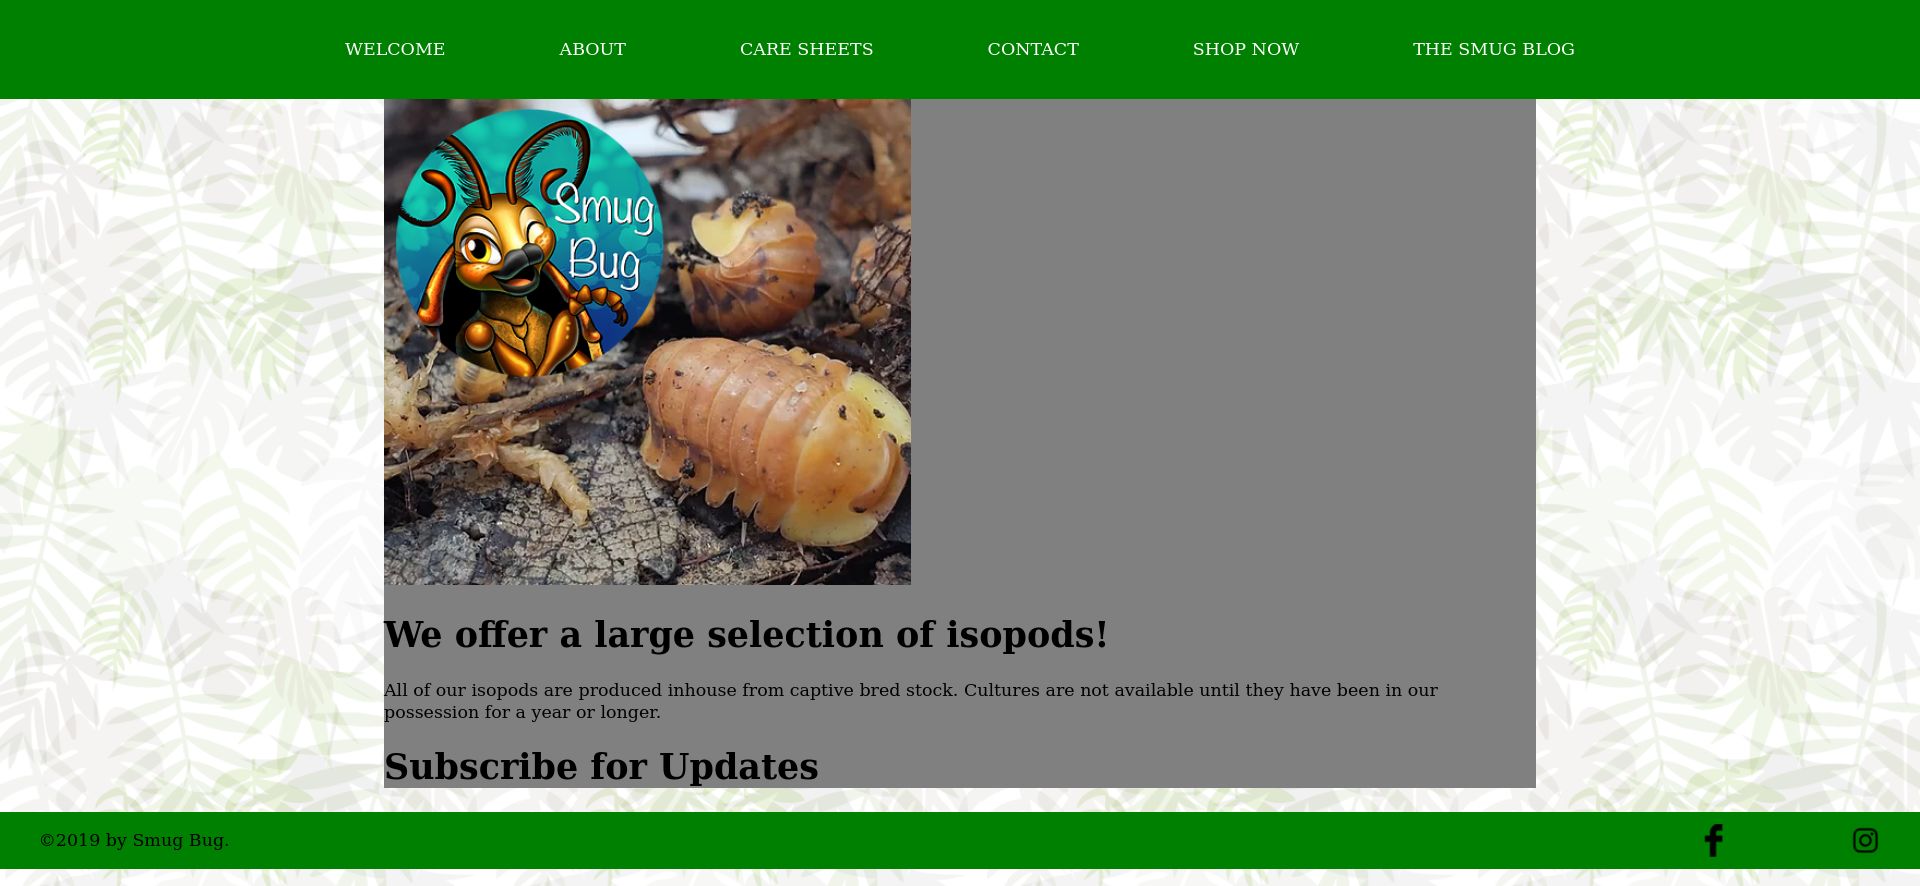 WELCOME
ABOUT
CARE SHEETS
CONTACT
SHOP NOW
THE SMUG BLOG
Smug
Bug
We offer a large selection of isopods!
All of our isopods are produced inhouse from captive bred stock. Cultures are not available until they have been in our
possession for a year or longer.
Subscribe for Updates
©2019 by Smug Bug.